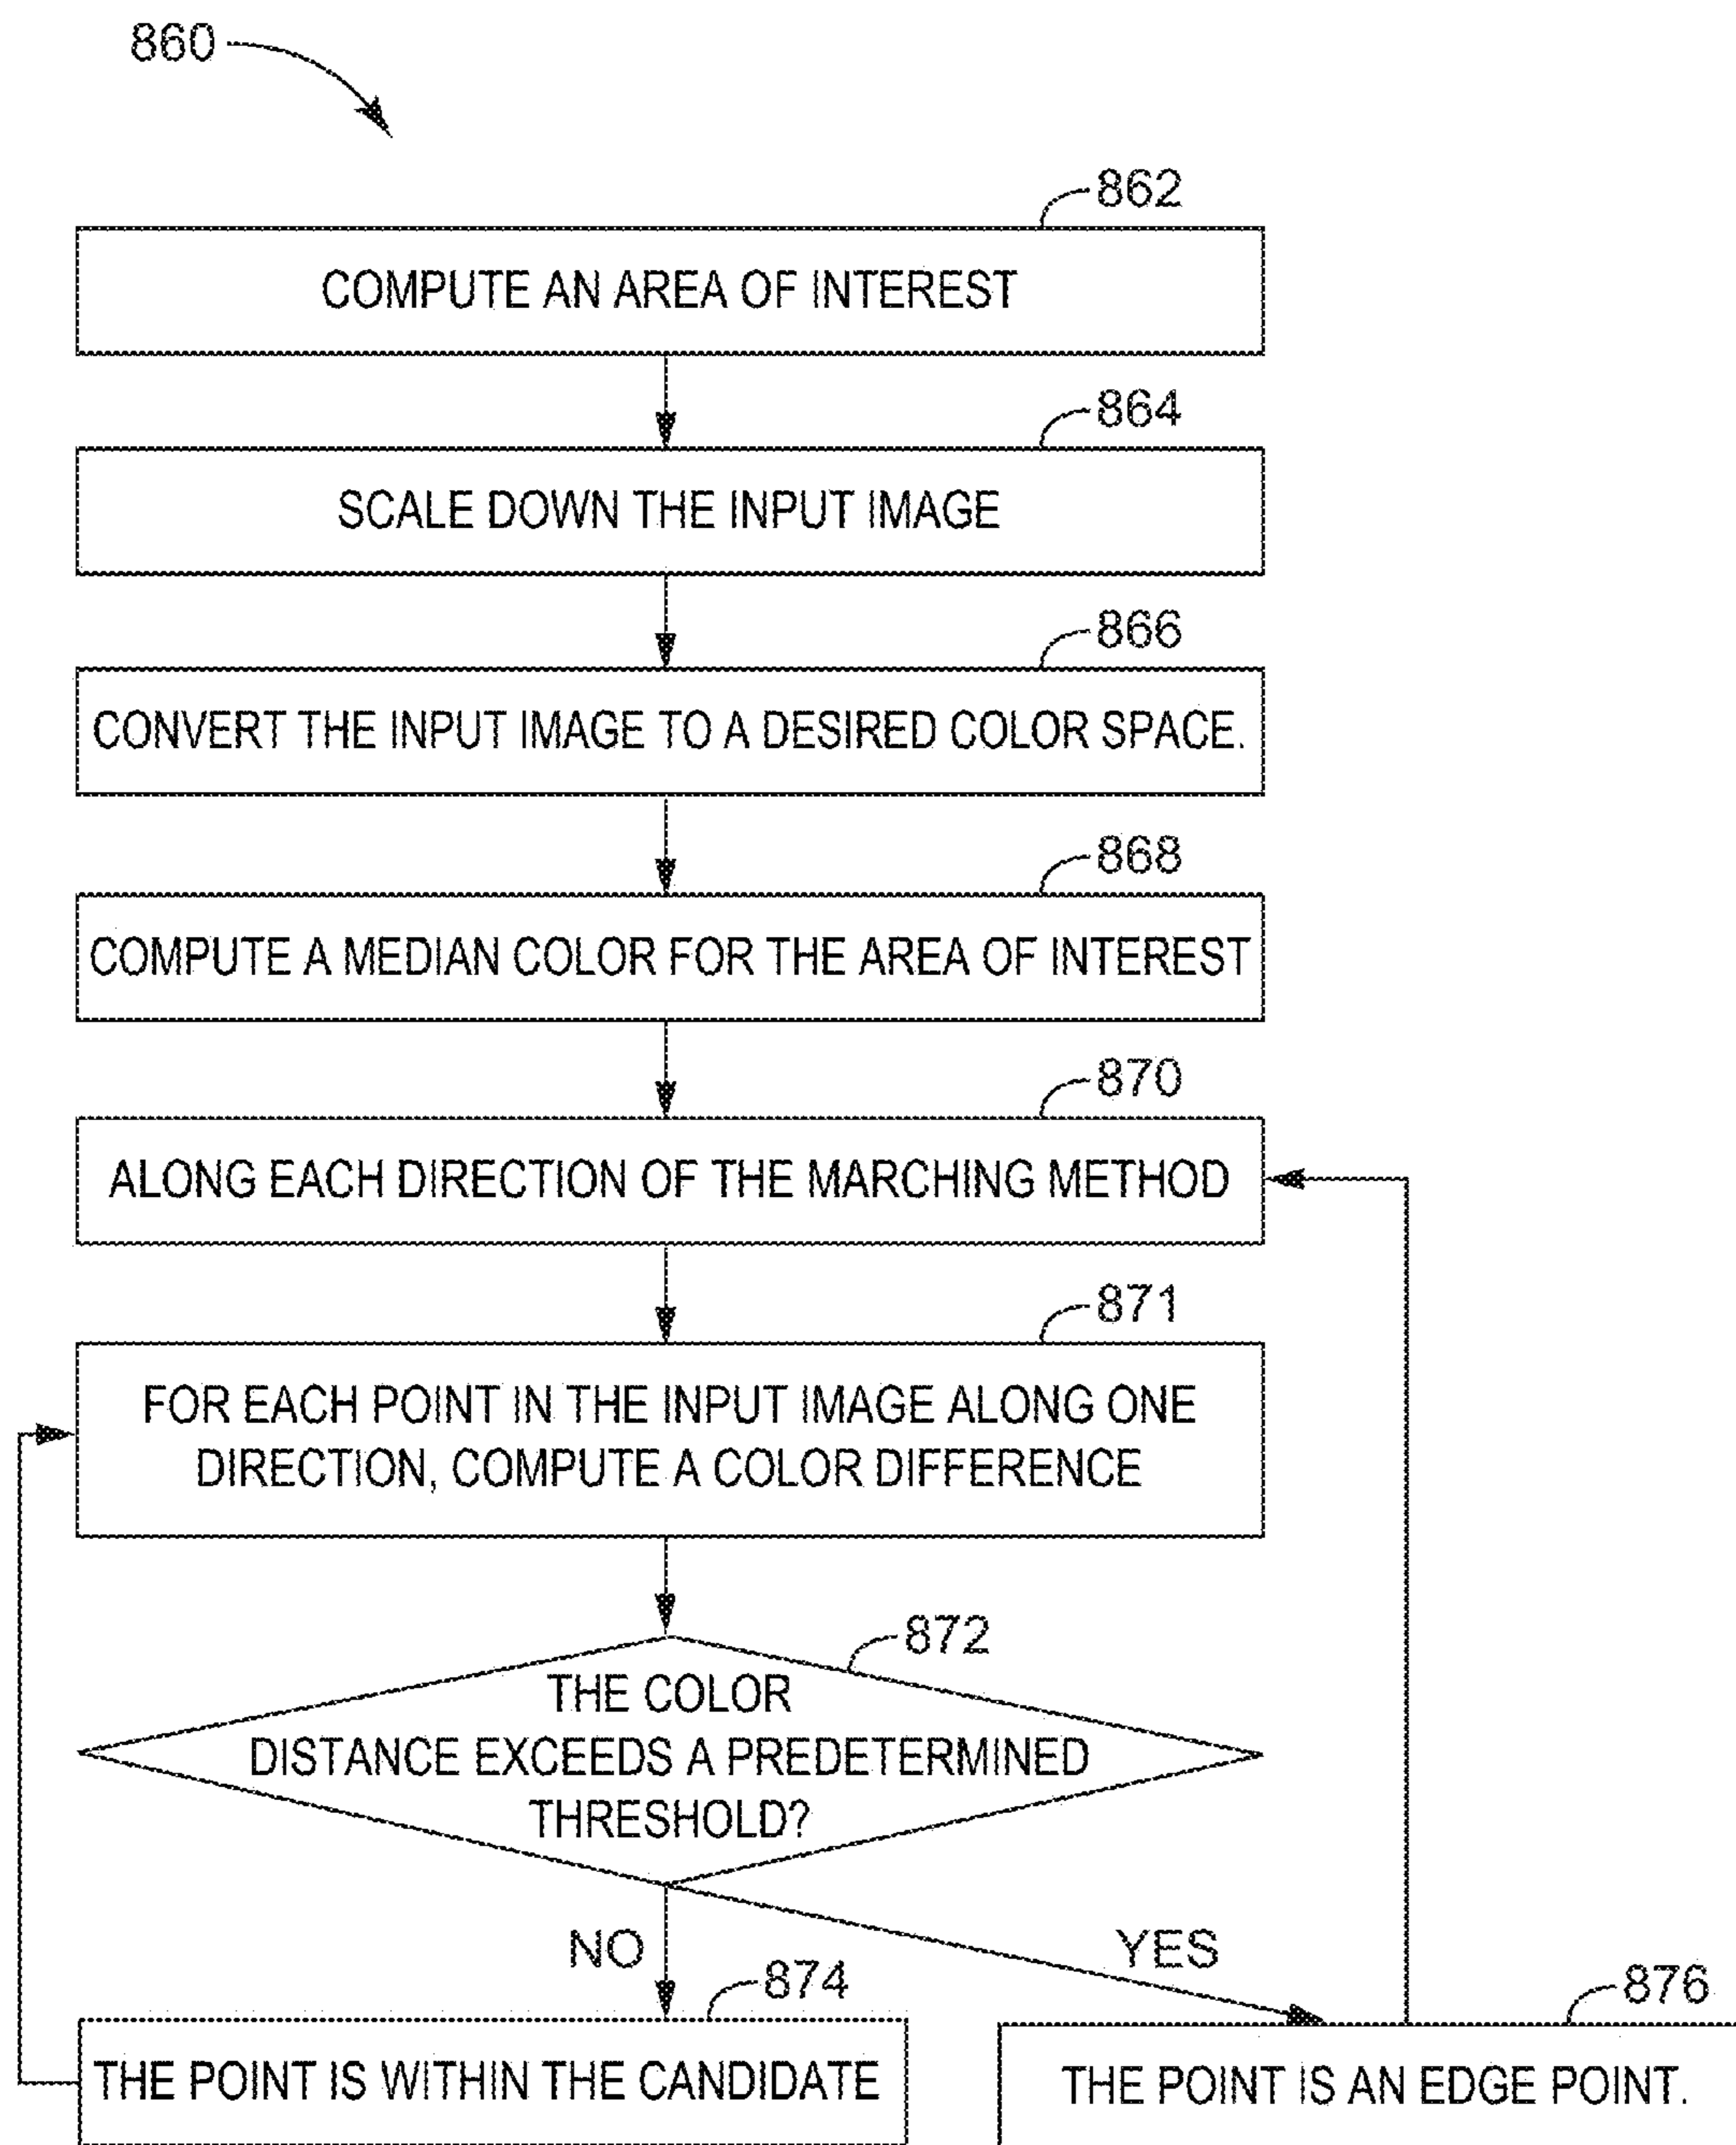 860
862
COMPUTE AN AREA OF INTEREST
864
SCALE DOWN THE INPUT IMAGE
866
CONVERT THE INPUT IMAGE TO A DESIRED COLOR SPACE.
868
COMPUTE A MEDIAN COLOR FOR THE AREA OF INTEREST
870
ALONG EACH DIRECTION OF THE MARCHING METHOD
871
FOR EACH POINT IN THE INPUT IMAGE ALONG ONE
DIRECTION, COMPUTE A COLOR DIFFERENCE
872
THE COLOR
DISTANCE EXCEEDS A PREDETERMINED
THRESHOLD?
NO
YES
874
THE POINT IS WITHIN THE CANDIDATE
876
THE POINT IS AN EDGE POINT.